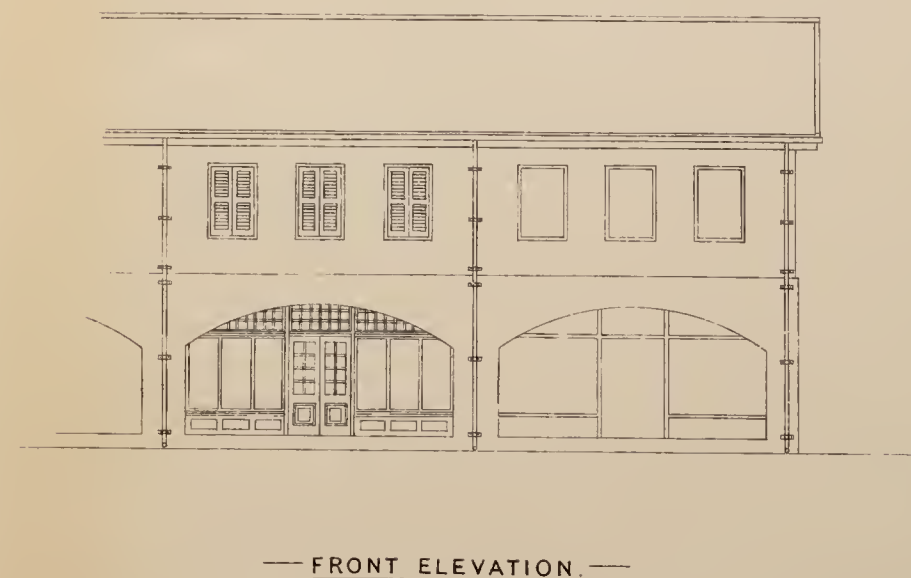 — FRONT ELEVATION. —